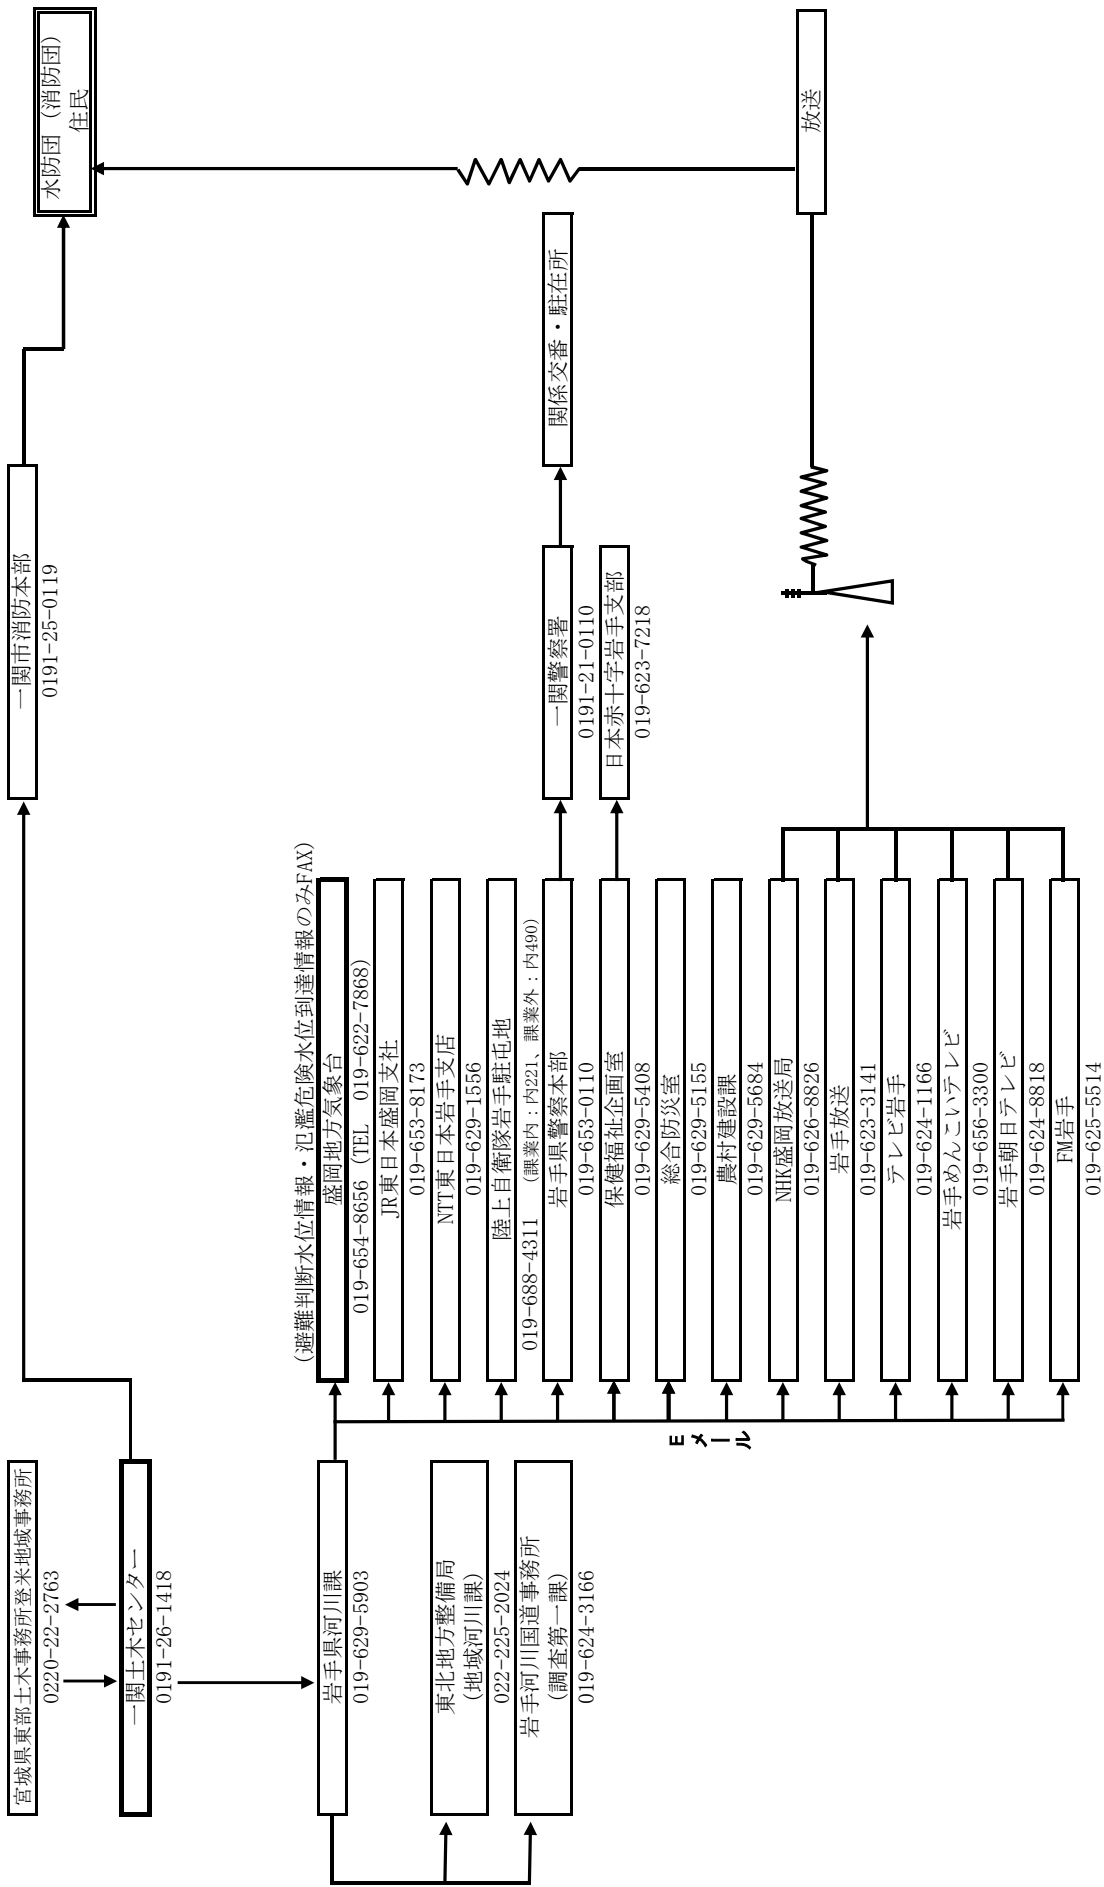 宮城県東部土木事務所登米地域事務所
0220-22-2763
一関土木センター
0191-26-1418
一関市消防本部
0191-25-0119
水防団（消防団）
住民
岩手県河川課
019-629-5903
東北地方整備局
（地域河川課）
022-225-2024
岩手河川国道事務所
（調査第一課）
019-624-3166
Eメール
（避難判断水位情報・氾濫危険水位到達情報のみFAX）
盛岡地方気象台
019-654-8656（TEL　019-622-7868）
JR東日本盛岡支社
019-653-8173
NTT東日本岩手支店
019-629-1556
陸上自衛隊岩手駐屯地
019-688-4311　（課業内：内221、課業外：内490）
岩手県警察本部
019-653-0110
保健福祉企画室
019-629-5408
総合防災室
019-629-5155
農村建設課
019-629-5684
NHK盛岡放送局
019-626-8826
岩手放送
019-623-3141
テレビ岩手
019-624-1166
岩手めんこいテレビ
019-656-3300
岩手朝日テレビ
019-624-8818
FM岩手
019-625-5514
一関警察署
0191-21-0110
日本赤十字岩手支部
019-623-7218
関係交番・駐在所
放送